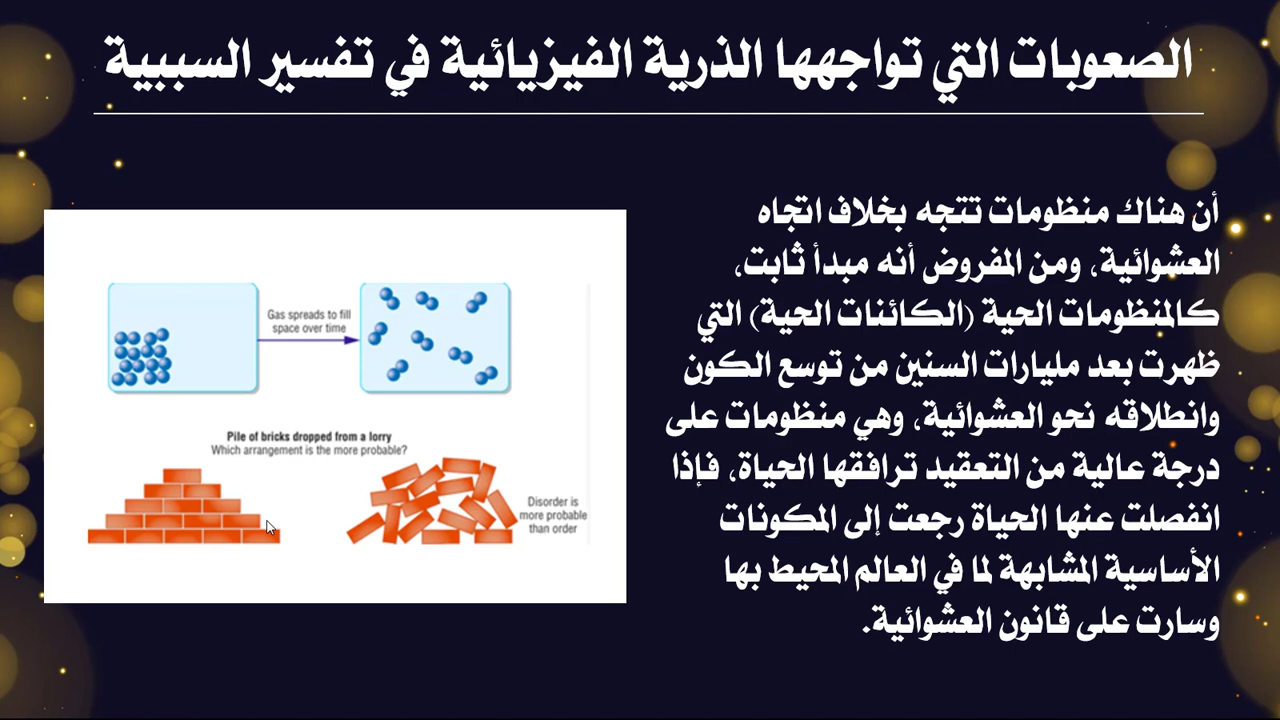 الصعوبات التي تواجهها الذرية الفيزيائية في تفسير السببية
أن هناك منظومات تتجه بخلاف اتجاه
العشوائية، ومن المفروض أنه مبدأ ثابت،
كالمنظومات الحية (الكائنات الحية) التي
ظهرت بعد مليارات السنين من توسع الكون
وانطلاقه نحو العشوائية، وهي منظومات على
درجة عالية من التعقيد ترافقها الحياة، فإذا
انفصلت عنها الحياة رجعت إلى المكونات
الأساسية المشابهة لما في العالم المحيط بها
وسارت على قانون العشوائية.
Gas spreads to fill
space over time
Pile of bricks dropped from a lorry
Which arrangement is the more probable?
Disorder is
more probable
than order